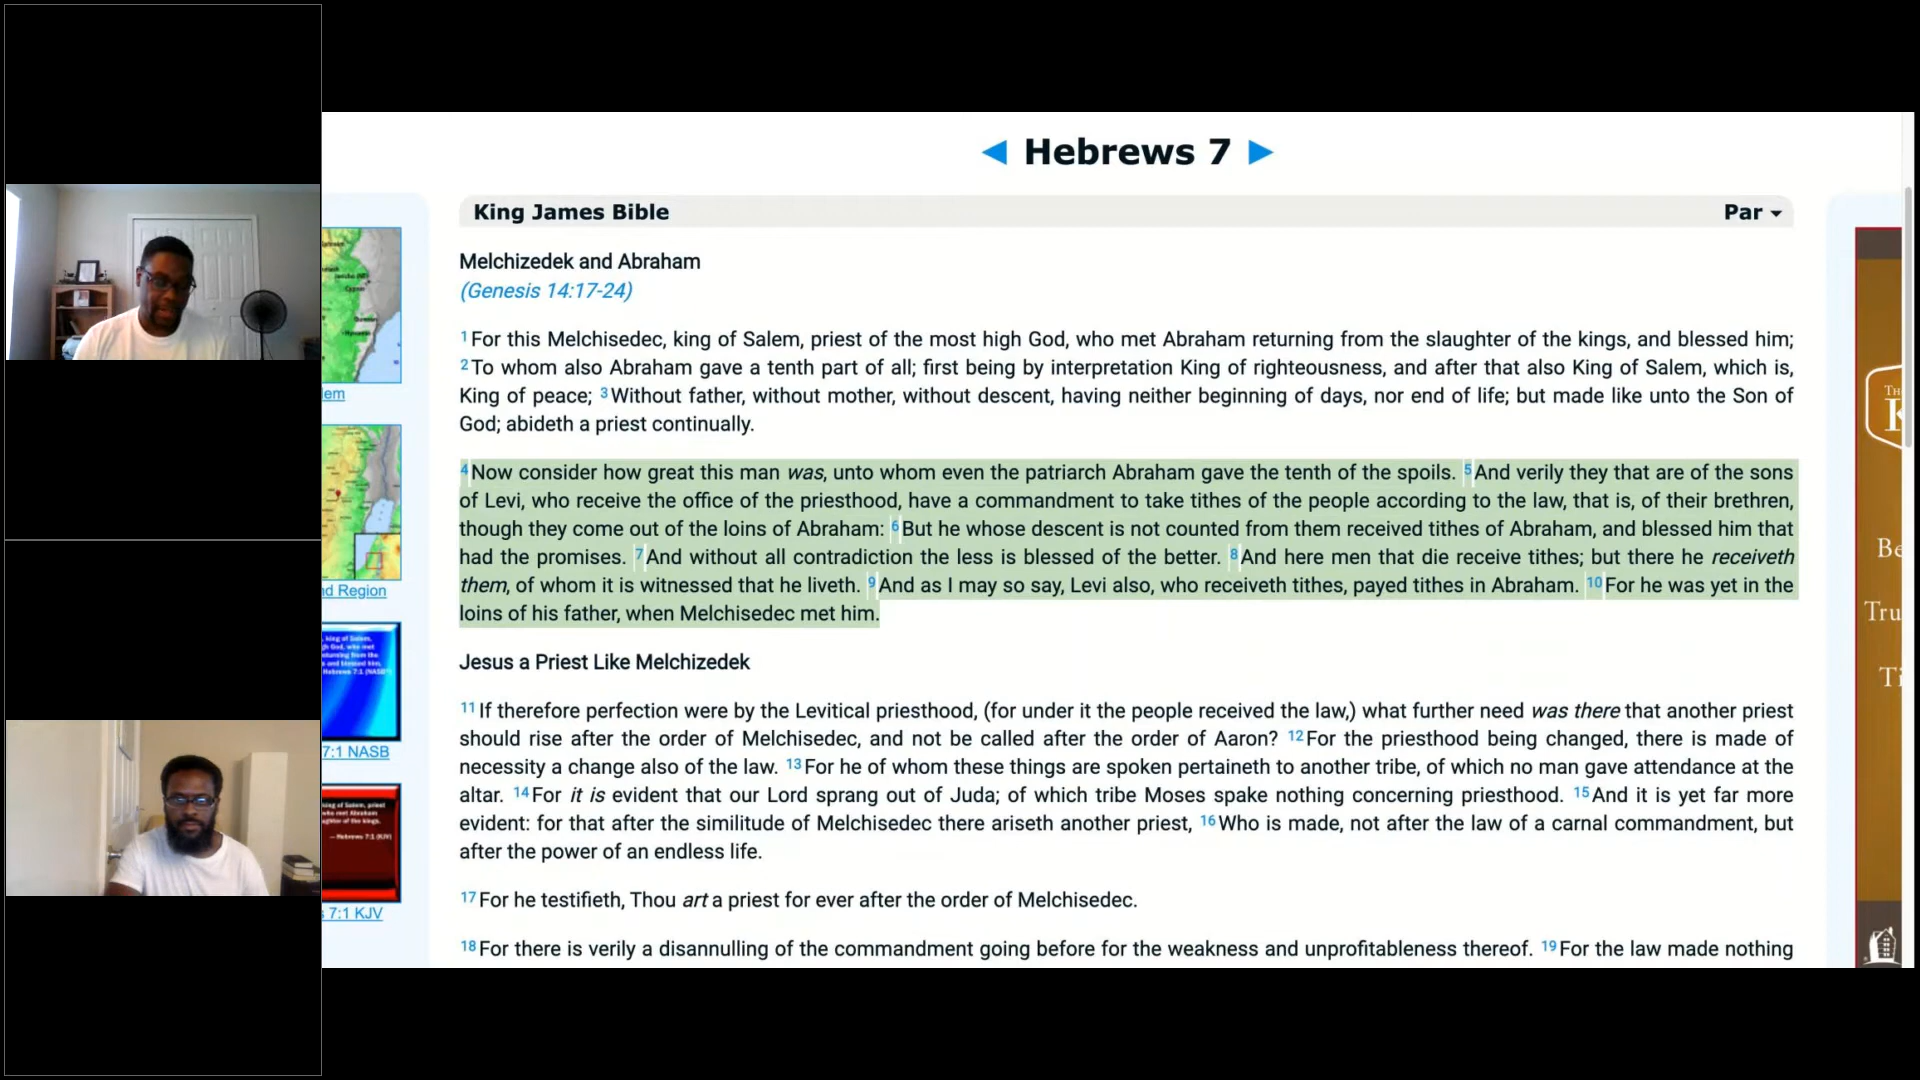 ◄ Hebrews 7 ►
King James Bible Par
Melchizedek and Abraham
(Genesis 14:17-24)
1 For this Melchisedec, king of Salem, priest of the most high God, who met Abraham returning from the slaughter of the kings, and blessed him;
2 To whom also Abraham gave a tenth part of all; first being by interpretation King of righteousness, and after that also King of Salem, which is,
King of peace; 3 Without father, without mother, without descent, having neither beginning of days, nor end of life; but made like unto the Son of
God; abideth a priest continually.
4 Now consider how great this man was, unto whom even the patriarch Abraham gave the tenth of the spoils. 5 And verily they that are of the sons
of Levi, who receive the office of the priesthood, have a commandment to take tithes of the people according to the law, that is, of their brethren,
though they come out of the loins of Abraham: 6 But he whose descent is not counted from them received tithes of Abraham, and blessed him that
had the promises. 7 And without all contradiction the less is blessed of the better. 8 And here men that die receive tithes; but there he receiveth
them, of whom it is witnessed that he liveth. 9 And as I may so say, Levi also, who receiveth tithes, payed tithes in Abraham. 10 For he was yet in the
loins of his father, when Melchisedec met him.
Jesus a Priest Like Melchizedek
11 If therefore perfection were by the Levitical priesthood, (for under it the people received the law,) what further need was there that another priest
should rise after the order of Melchisedec, and not be called after the order of Aaron? 12 For the priesthood being changed, there is made of
necessity a change also of the law. 13 For he of whom these things are spoken pertaineth to another tribe, of which no man gave attendance at the
altar. 14 For it is evident that our Lord sprang out of Juda; of which tribe Moses spake nothing concerning priesthood. 15 And it is yet far more
evident: for that after the similitude of Melchisedec there ariseth another priest, 16 Who is made, not after the law of a carnal commandment, but
after the power of an endless life.
17 For he testifieth, Thou art a priest for ever after the order of Melchisedec.
18 For there is verily a disannulling of the commandment going before for the weakness and unprofitableness thereof. 19 For the law made nothing
lem
nd Region
7:1 NASB
7:1 KJV
Th
K
Be
Tru
Ti